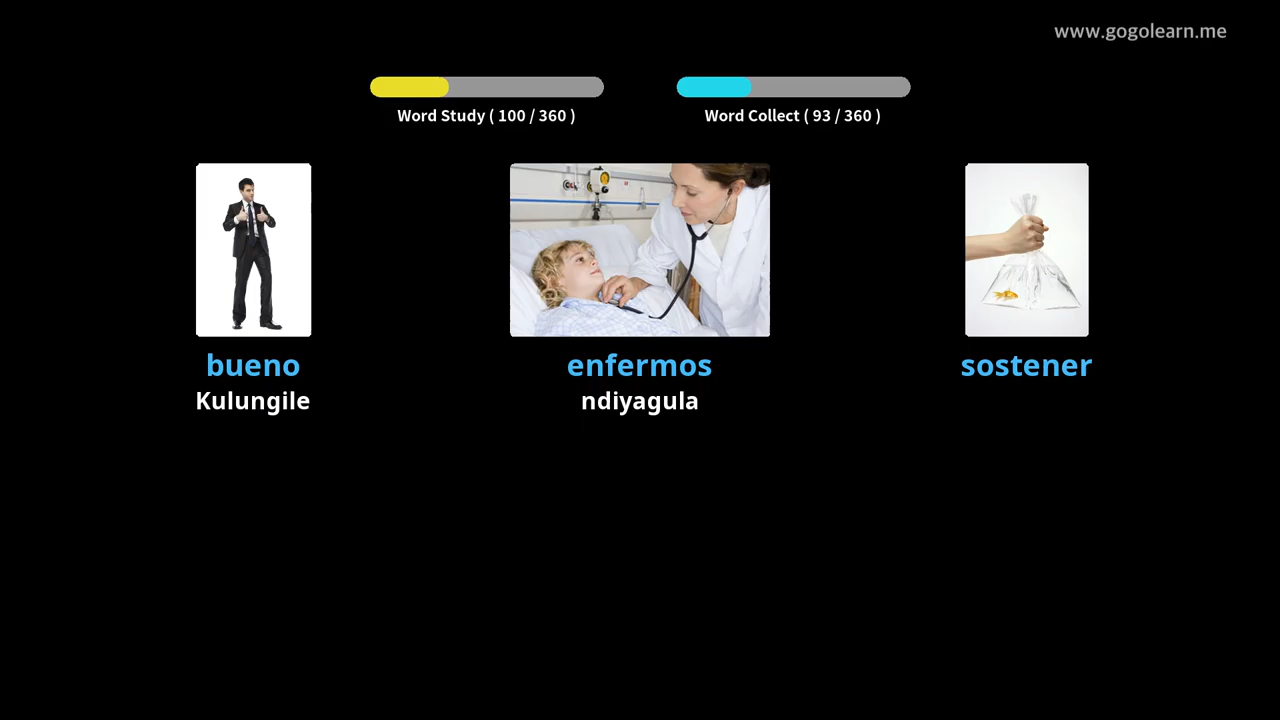 www.gogolearn.me
Word Study ( 100 / 360 )
Word Collect ( 93 / 360 )
bueno
Kulungile
enfermos
ndiyagula
sostener